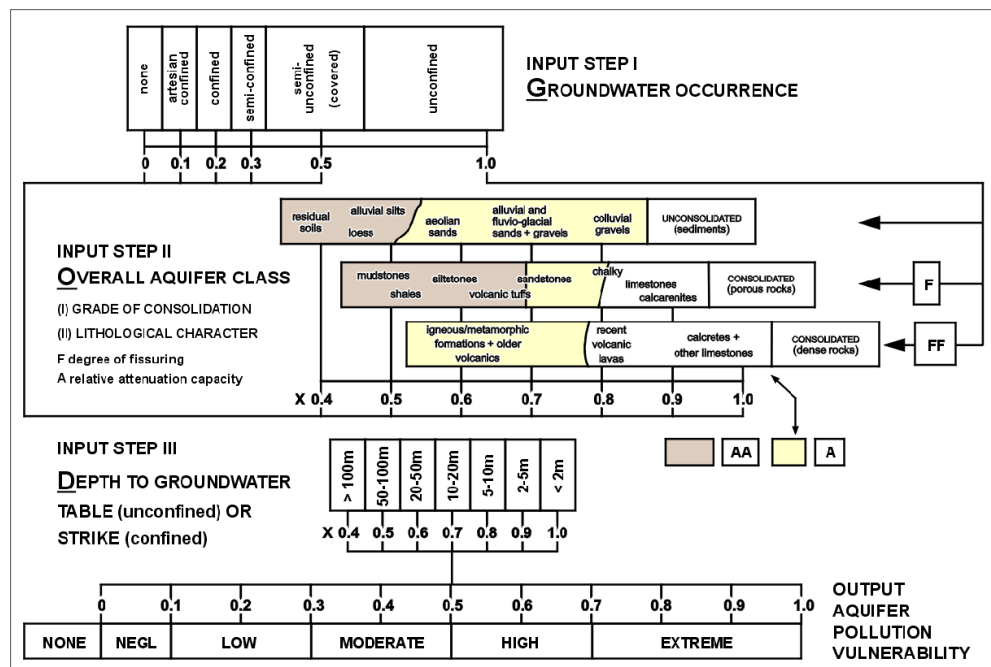 none
artesian
confined
confined
semi-confined
semi-
unconfined
(covered)
unconfined
INPUT STEP I
GROUNDWATER OCCURRENCE
0 0.1 0.2 0.3 0.5 1.0
residual
soils
alluvial silts
loess
aeolian
sands
alluvial and
fluvio-glacial
sands + gravels
colluvial
gravels
UNCONSOLIDATED
(sediments)
INPUT STEP II
OVERALL AQUIFER CLASS
(I) GRADE OF CONSOLIDATION
(II) LITHOLOGICAL CHARACTER
F degree of fissuring
A relative attenuation capacity
mudstones
shales
siltstones
volcanic tuffs
sandstones
chalky
limestones
calcarenites
CONSOLIDATED
(porous rocks)
F
igneous/metamorphic
formations + older
volcanics
recent
volcanic
lavas
calcretes +
other limestones
CONSOLIDATED
(dense rocks)
FF
X 0.4 0.5 0.6 0.7 0.8 0.9 1.0
AA
A
INPUT STEP III
DEPTH TO GROUNDWATER
TABLE (unconfined) OR
STRIKE (confined)
> 100m
50-100m
20-50m
10-20m
5-10m
2-5m
< 2m
X 0.4 0.5 0.6 0.7 0.8 0.9 1.0
0 0.1 0.2 0.3 0.4 0.5 0.6 0.7 0.8 0.9 1.0
NONE NEGL LOW MODERATE HIGH EXTREME
OUTPUT
AQUIFER
POLLUTION
VULNERABILITY